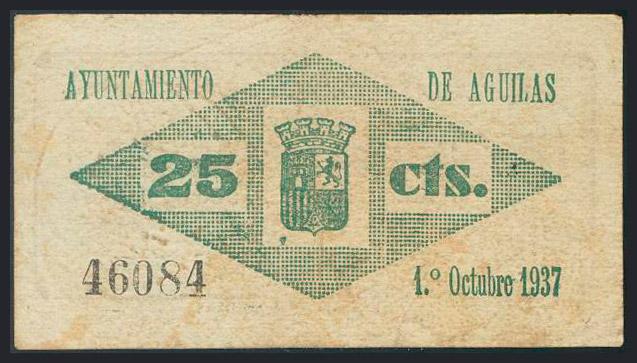 AYUNTAMIENTO DE AGUILAS
25 cts.
46084 1.º Octubre 1937